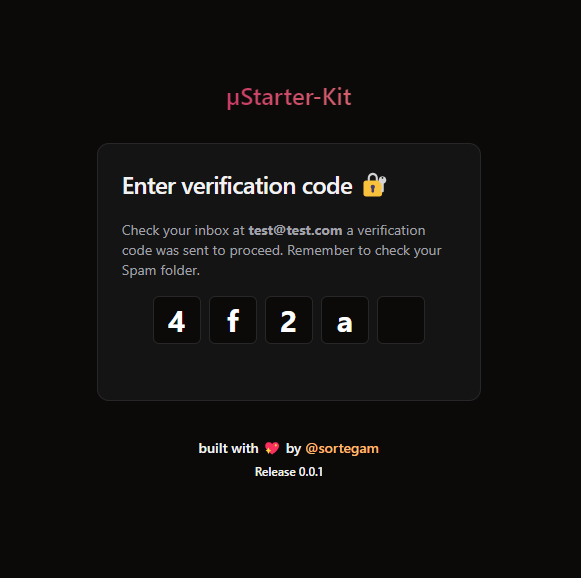 µStarter-Kit
Enter verification code 🔐
Check your inbox at test@test.com a verification
code was sent to proceed. Remember to check your
Spam folder.
4 f 2 a
built with 💖 by @sortegam
Release 0.0.1